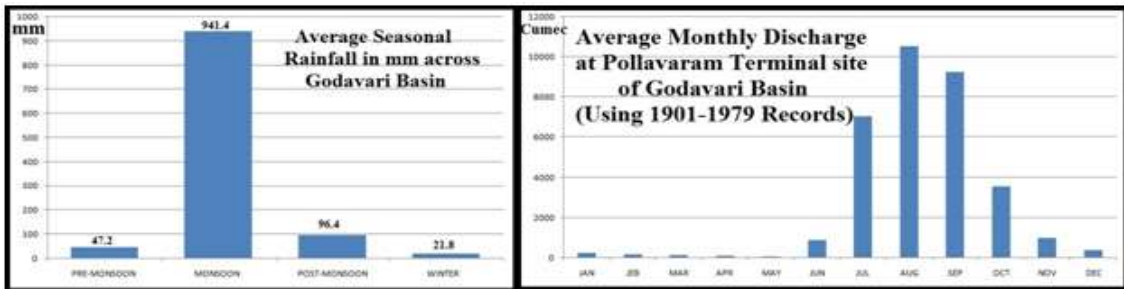 mm
1000
900
800
700
600
500
400
300
200
100
0
Average Seasonal
Rainfall in mm across
Godavari Basin
47.2
941.4
96.4
21.8
PRE-MONSOON
MONSOON
POST-MONSOON
WINTER
Cumec
12000
10000
8000
6000
4000
2000
0
Average Monthly Discharge
at Pollavaram Terminal site
of Godavari Basin
(Using 1901-1979 Records)
JAN
MAR
APR
MAY
JUN
JUL
AUG
SEP
OCT
NOV
DEC